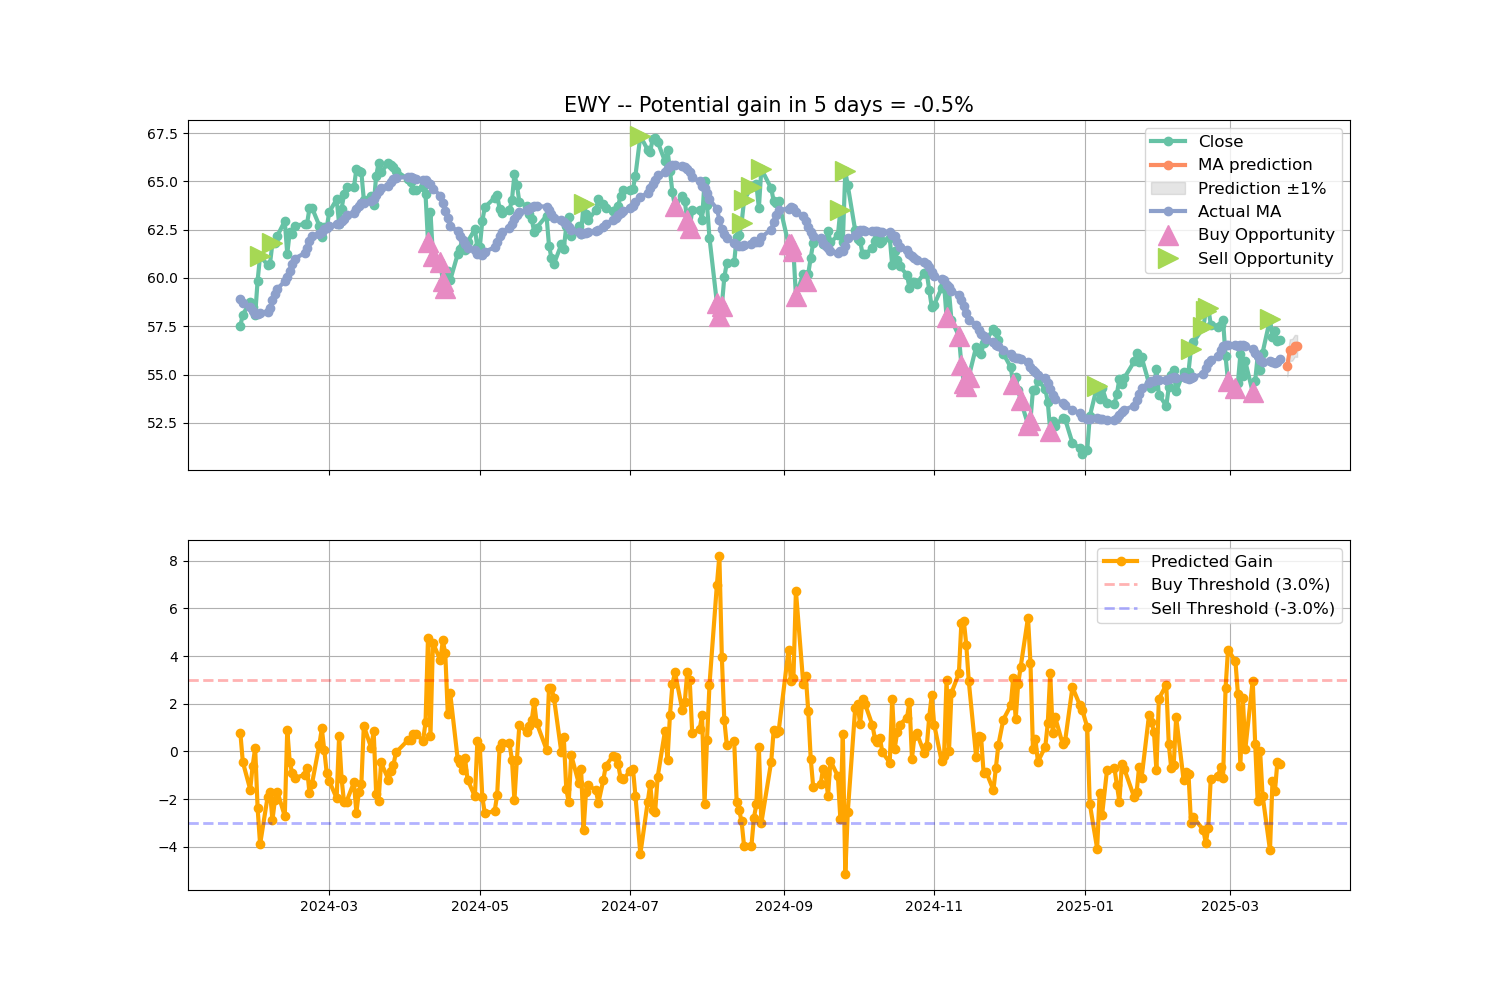 EWY -- Potential gain in 5 days = -0.5%
67.5
65.0
62.5
60.0
57.5
55.0
52.5
Close
MA prediction
Prediction ±1%
Actual MA
Buy Opportunity
Sell Opportunity
8
6
4
2
0
−2
−4
Predicted Gain
Buy Threshold (3.0%)
Sell Threshold (-3.0%)
2024-03
2024-05
2024-07
2024-09
2024-11
2025-01
2025-03